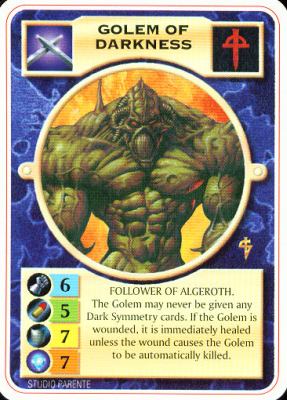 GOLEM OF
DARKNESS
6
5
7
7
FOLLOWER OF ALGEROTH.
The Golem may never be given any
Dark Symmetry cards. If the Golem is
wounded, it is immediately healed
unless the wound causes the Golem
to be automatically killed.
STUDIO PARENTE